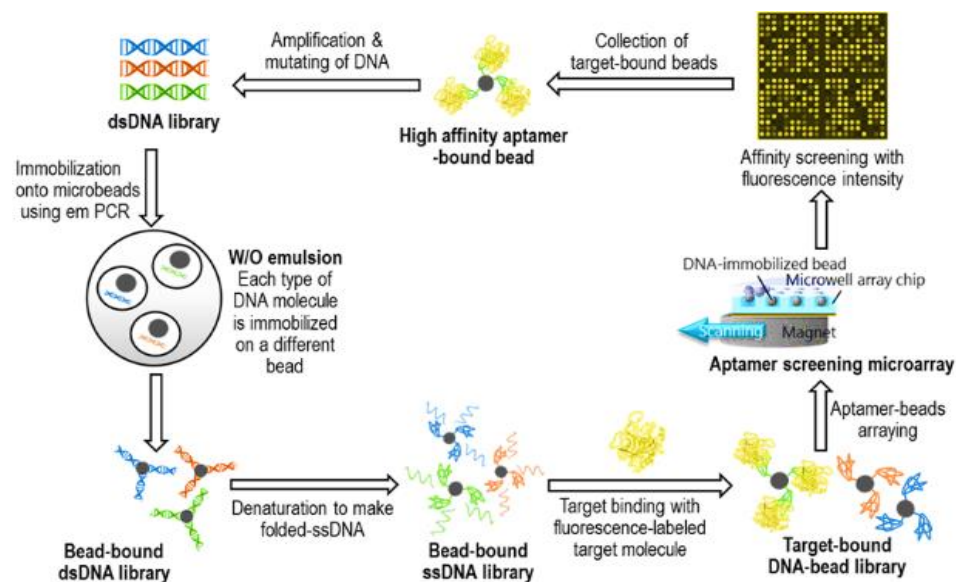 Amplification &
mutating of DNA
Collection of
target-bound beads
dsDNA library
High affinity aptamer
-bound bead
Affinity screening with
fluorescence intensity
Immobilization
onto microbeads
using em PCR
W/O emulsion
Each type of
DNA molecule
is immobilized
on a different
bead
DNA-immobilized bead
Microwell array chip
Scanning
Magnet
Aptamer screening microarray
Aptamer-beads
arraying
Denaturation to make
folded-ssDNA
Target binding with
fluorescence-labeled
target molecule
Bead-bound
dsDNA library
Bead-bound
ssDNA library
Target-bound
DNA-bead library